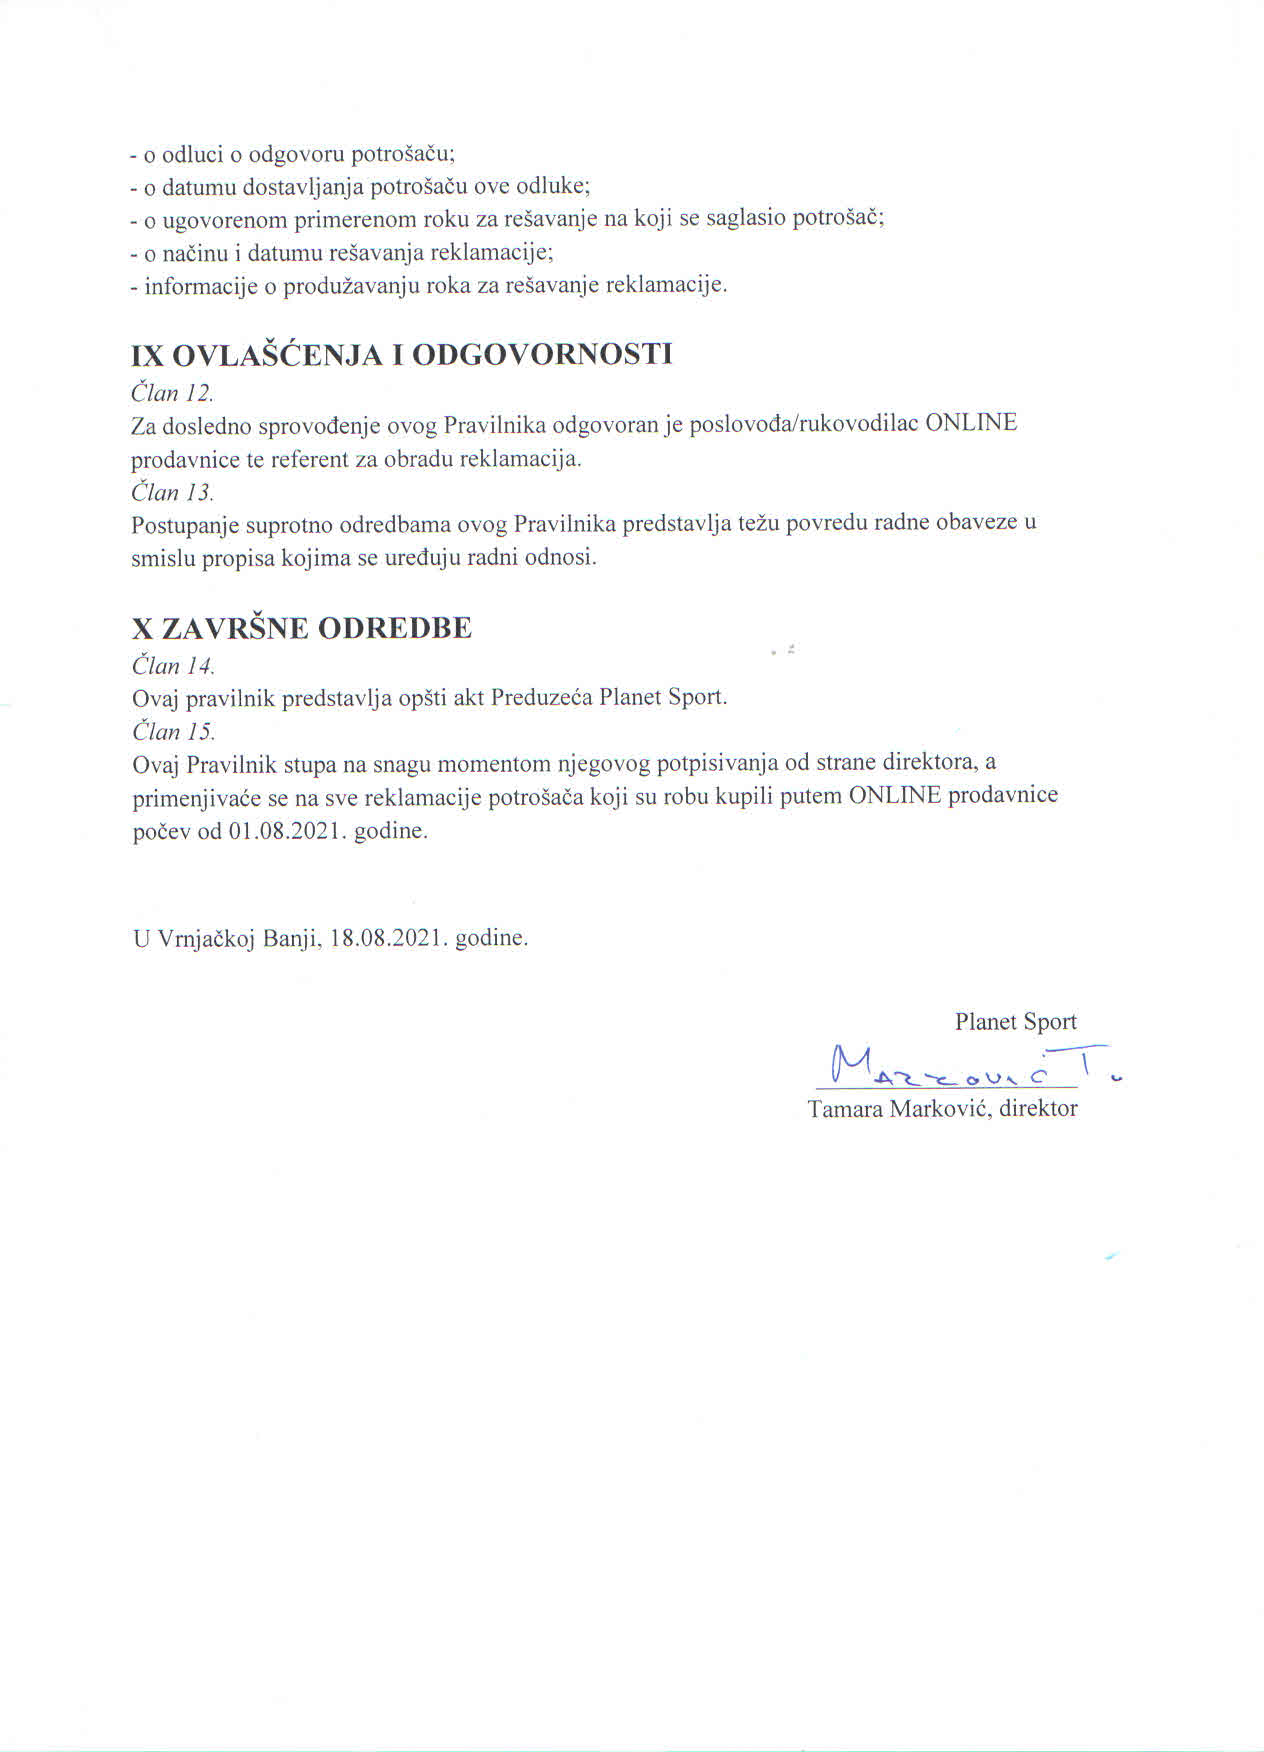 - o odluci o odgovoru potrošaču;
- o datumu dostavljanja potrošaču ove odluke;
- o ugovorenom primerenom roku za rešavanje na koji se saglasio potrošač;
- o načinu i datumu rešavanja reklamacije;
- informacije o produžavanju roka za rešavanje reklamacije.
IX OVLAŠĆENJA I ODGOVORNOSTI
Član 12.
Za dosledno sprovođenje ovog Pravilnika odgovoran je poslovođa/rukovodilac ONLINE
prodavnice te referent za obradu reklamacija.
Član 13.
Postupanje suprotno odredbama ovog Pravilnika predstavlja težu povredu radne obaveze u
smislu propisa kojima se uređuju radni odnosi.
X ZAVRŠNE ODREDBE
Član 14.
Ovaj pravilnik predstavlja opšti akt Preduzeća Planet Sport.
Član 15.
Ovaj Pravilnik stupa na snagu momentom njegovog potpisivanja od strane direktora, a
primenjivaće se na sve reklamacije potrošača koji su robu kupili putem ONLINE prodavnice
počev od 01.08.2021. godine.
U Vrnjačkoj Banji, 18.08.2021. godine.
Planet Sport
Marković T.
Tamara Marković, direktor